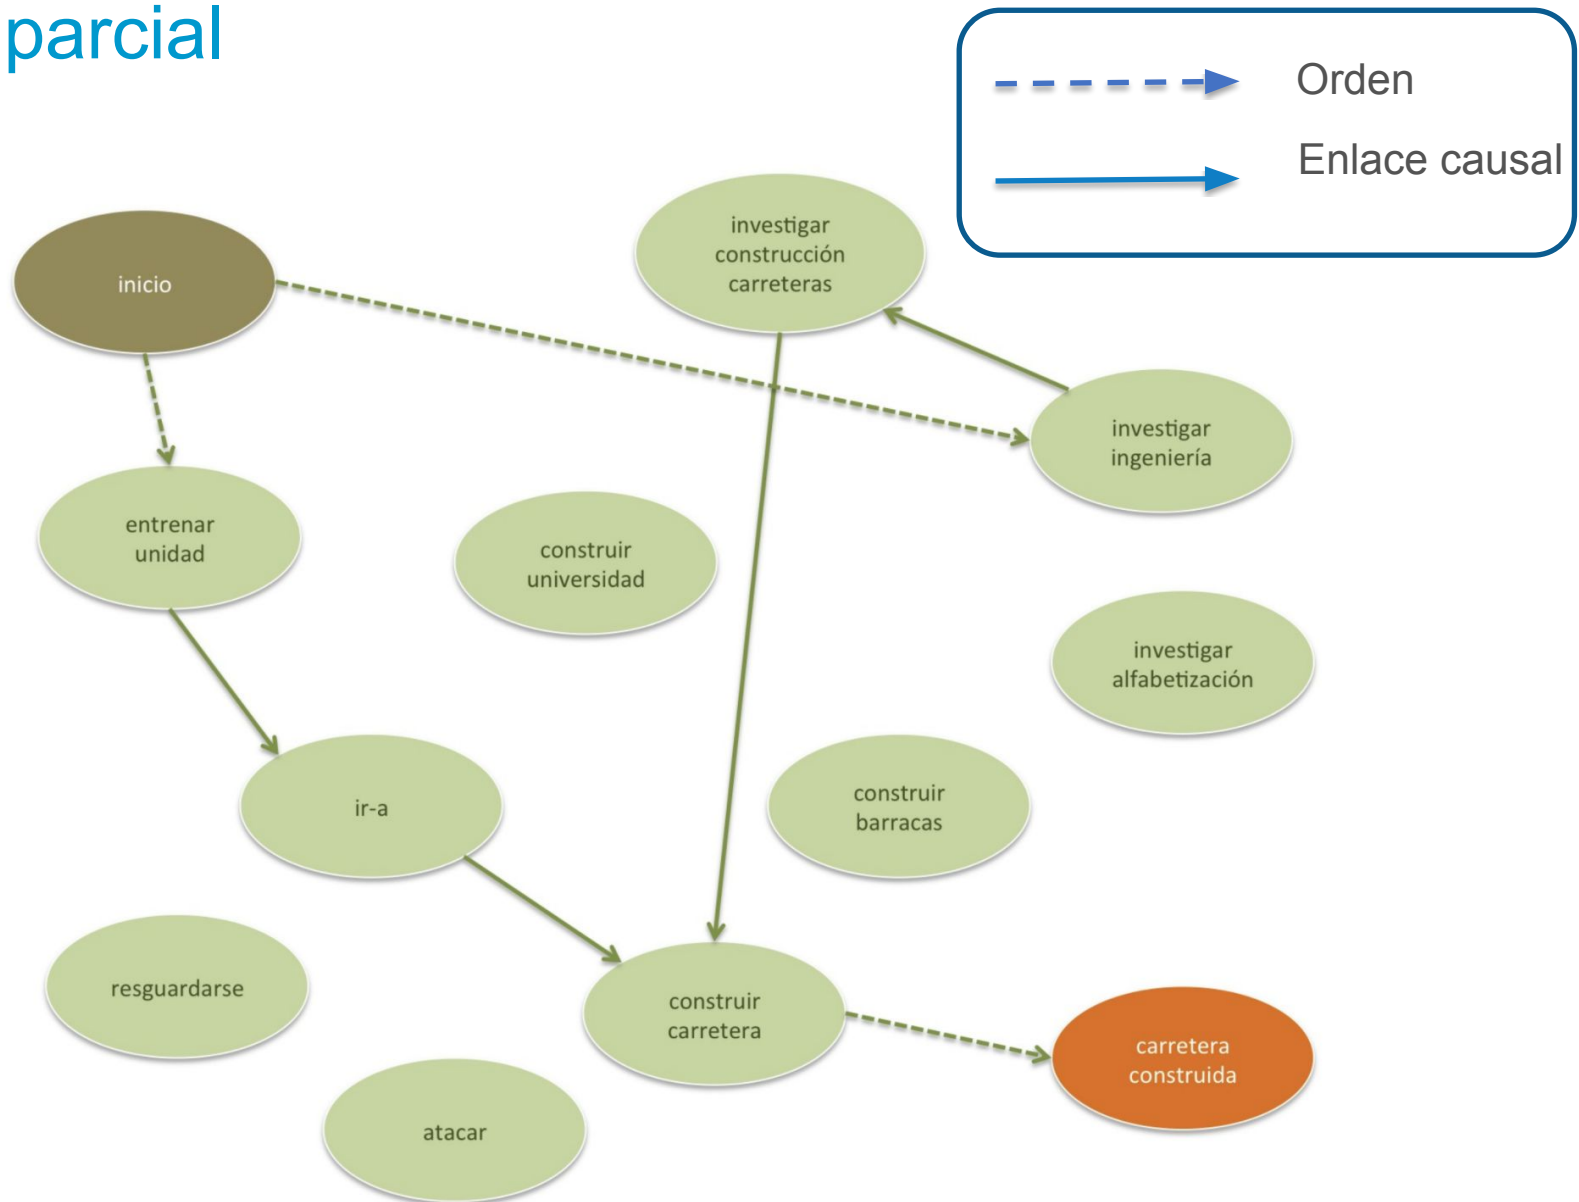 parcial
Orden
Enlace causal
investigar
construcción
carreteras
inicio
investigar
ingeniería
entrenar
unidad
construir
universidad
investigar
alfabetización
ir-a
construir
barracas
resguardarse
construir
carretera
carretera
construida
atacar